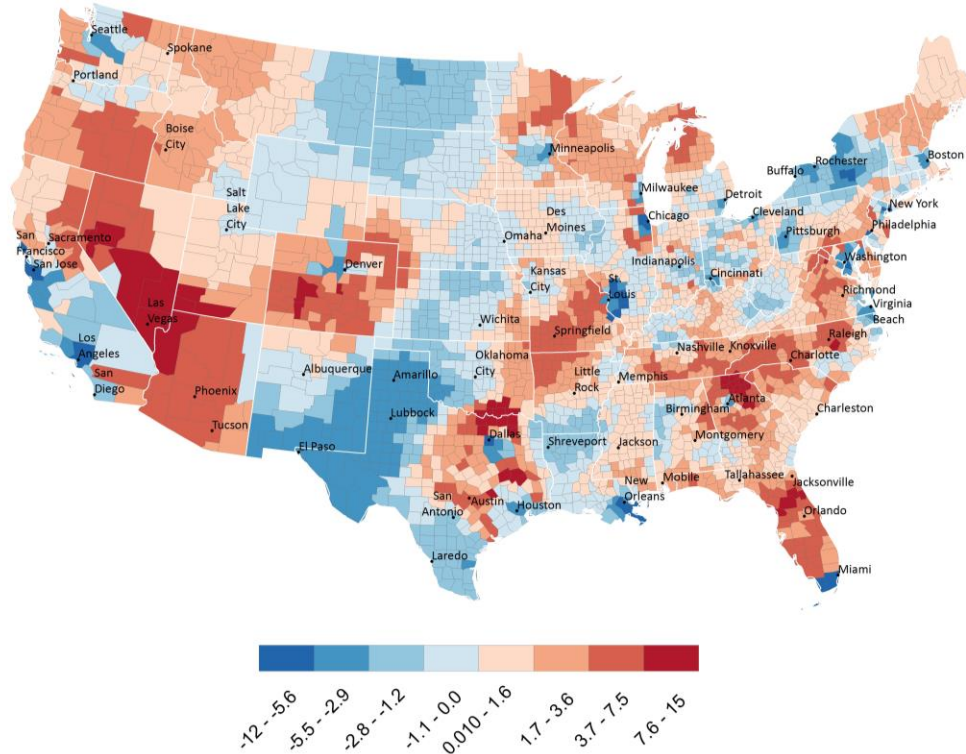 Seattle
Spokane
Portland
Boise
City
Minneapolis
Buffalo
Rochester
Boston
Milwaukee
Detroit
New York
Salt
Lake
City
Des
Moines
Omaha
Chicago
Cleveland
Pittsburgh
Philadelphia
San
Francisco
Sacramento
San Jose
Denver
Indianapolis
Cincinnati
Washington
Kansas
City
St
Louis
Richmond
Virginia
Beach
Las
Vegas
Wichita
Springfield
Nashville
Knoxville
Raleigh
Charlotte
Los
Angeles
Albuquerque
Amarillo
Oklahoma
City
Little
Rock
Memphis
San
Diego
Phoenix
Lubbock
Birmingham
Atlanta
Charleston
Tucson
El Paso
Dallas
Shreveport
Jackson
Montgomery
San
Antonio
Austin
Houston
New
Orleans
Mobile
Tallahassee
Jacksonville
Orlando
Laredo
Miami
-12 - -5.6
-5.5 - -2.9
-2.8 - -1.2
-1.1 - 0.0
0.010 - 1.6
1.7 - 3.6
3.7 - 7.5
7.6 - 15